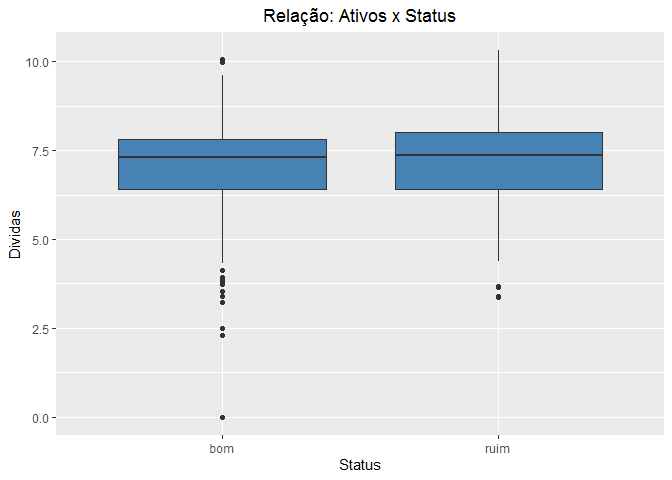 Relação: Ativos x Status
Dividas
10.0
7.5
5.0
2.5
0.0
bom
ruim
Status